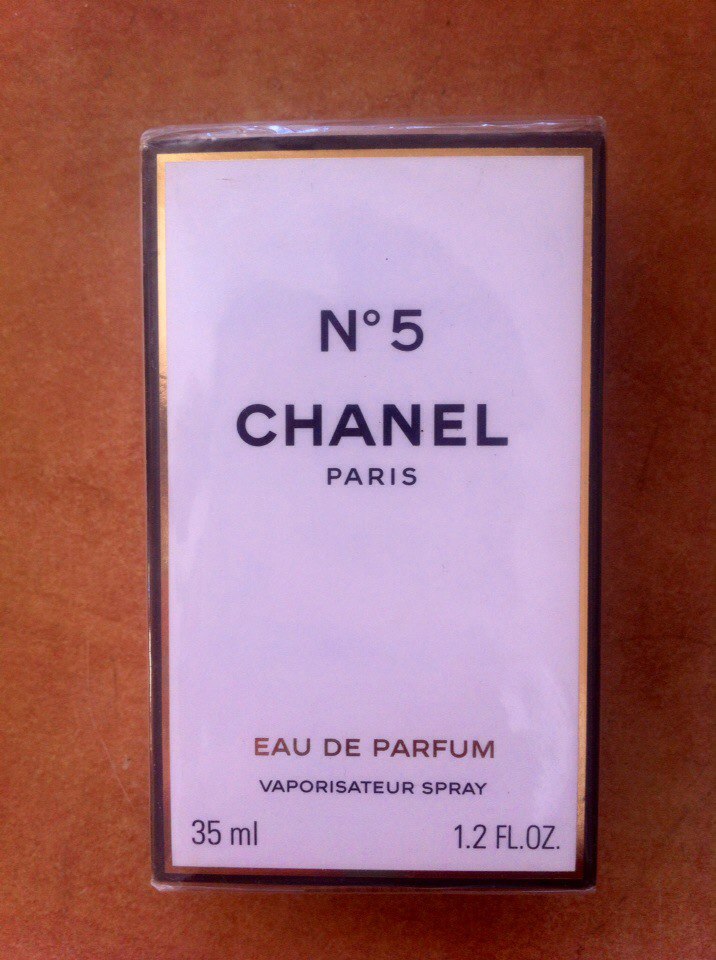 N° 5
CHANEL
PARIS
EAU DE PARFUM
VAPORISATEUR SPRAY
35 ml 1.2 FL.OZ.